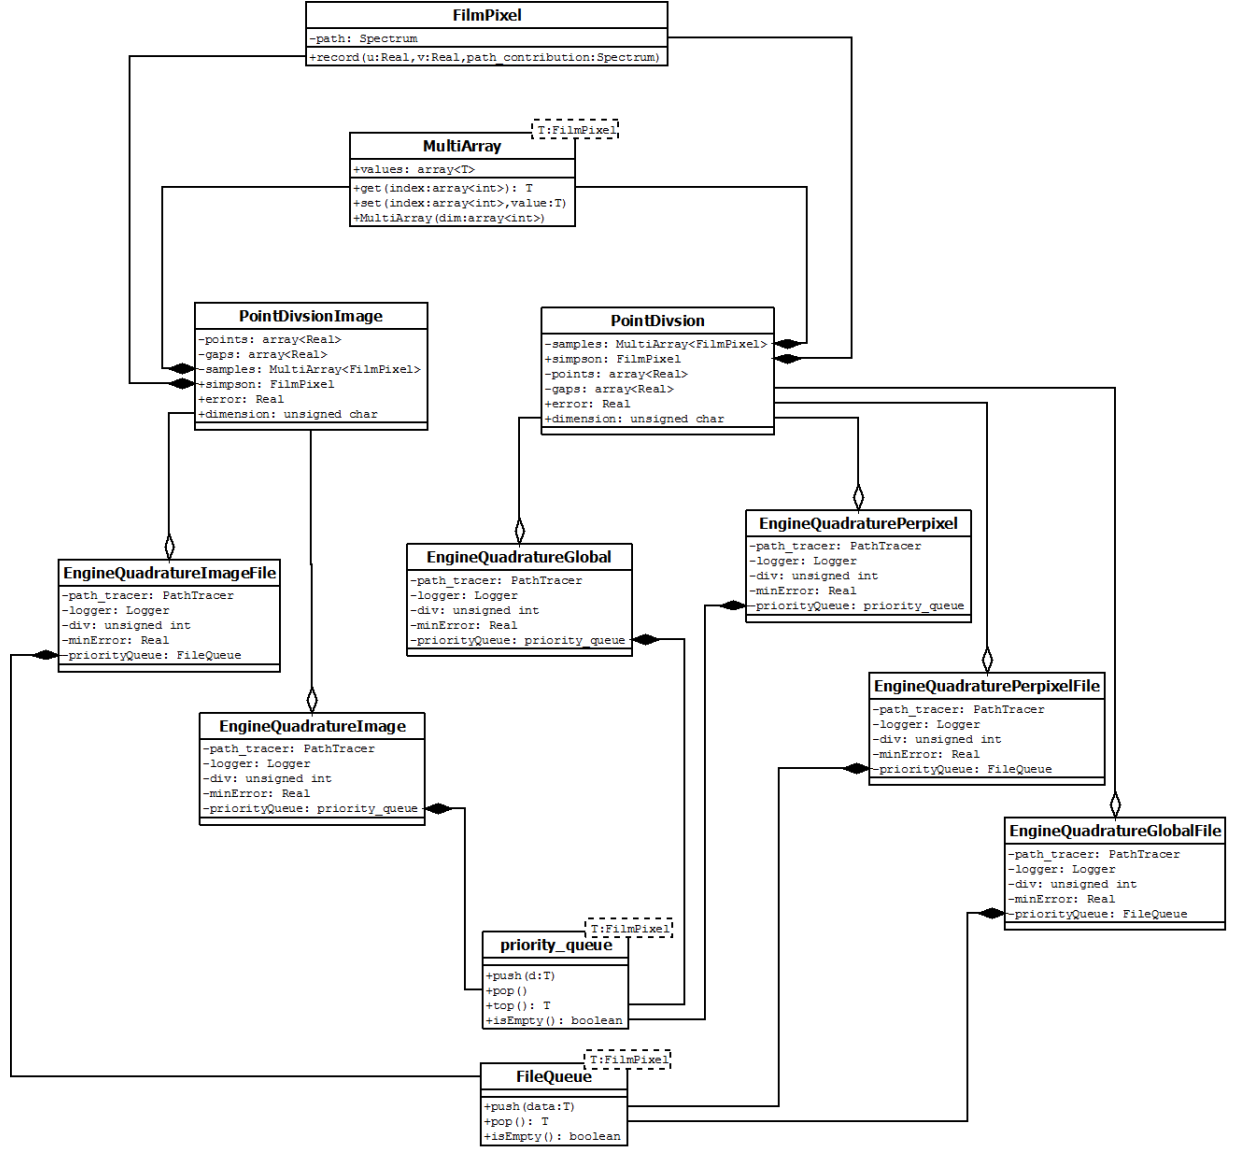 FilmPixel
-path: Spectrum
+record(u:Real,v:Real,path_contribution:Spectrum)
T:FilmPixel
MultiArray
+values: array<T>
+get(index:array<int>): T
+set(index:array<int>,value:T)
+MultiArray(dim:array<int>)
PointDivsionImage
-points: array<Real>
-gaps: array<Real>
-samples: MultiArray<FilmPixel>
+simpson: FilmPixel
+error: Real
+dimension: unsigned char
PointDivsion
-samples: MultiArray<FilmPixel>
+simpson: FilmPixel
-points: array<Real>
-gaps: array<Real>
+error: Real
+dimension: unsigned char
EngineQuadratureImageFile
-path_tracer: PathTracer
-logger: Logger
-div: unsigned int
-minError: Real
-priorityQueue: FileQueue
EngineQuadratureGlobal
-path_tracer: PathTracer
-logger: Logger
-div: unsigned int
-minError: Real
-priorityQueue: priority_queue
EngineQuadraturePerpixel
-path_tracer: PathTracer
-logger: Logger
-div: unsigned int
-minError: Real
-priorityQueue: priority_queue
EngineQuadratureImage
-path_tracer: PathTracer
-logger: Logger
-div: unsigned int
-minError: Real
-priorityQueue: priority_queue
EngineQuadraturePerpixelFile
-path_tracer: PathTracer
-logger: Logger
-div: unsigned int
-minError: Real
-priorityQueue: FileQueue
EngineQuadratureGlobalFile
-path_tracer: PathTracer
-logger: Logger
-div: unsigned int
-minError: Real
-priorityQueue: FileQueue
T:FilmPixel
priority_queue
+push(d:T)
+pop()
+top(): T
+isEmpty(): boolean
T:FilmPixel
FileQueue
+push(data:T)
+pop(): T
+isEmpty(): boolean